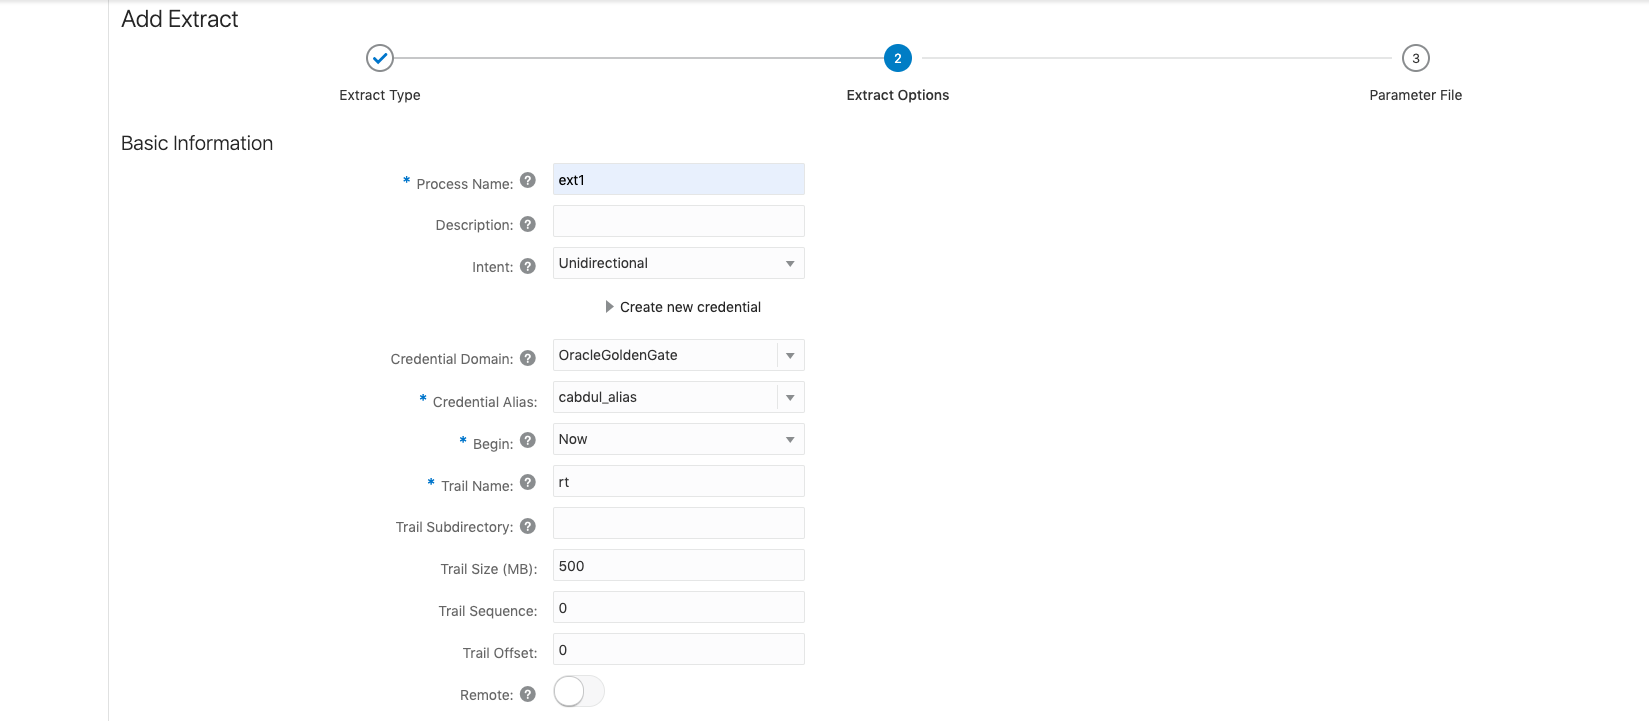 Add Extract
2
3
Extract Type
Extract Options
Parameter File
Basic Information
* Process Name: ? ext1
Description: ?
Intent: ? Unidirectional
Create new credential
Credential Domain: ? OracleGoldenGate
* Credential Alias: cabdul_alias
* Begin: ? Now
* Trail Name: ? rt
Trail Subdirectory: ?
Trail Size (MB): 500
Trail Sequence: 0
Trail Offset: 0
Remote: ?